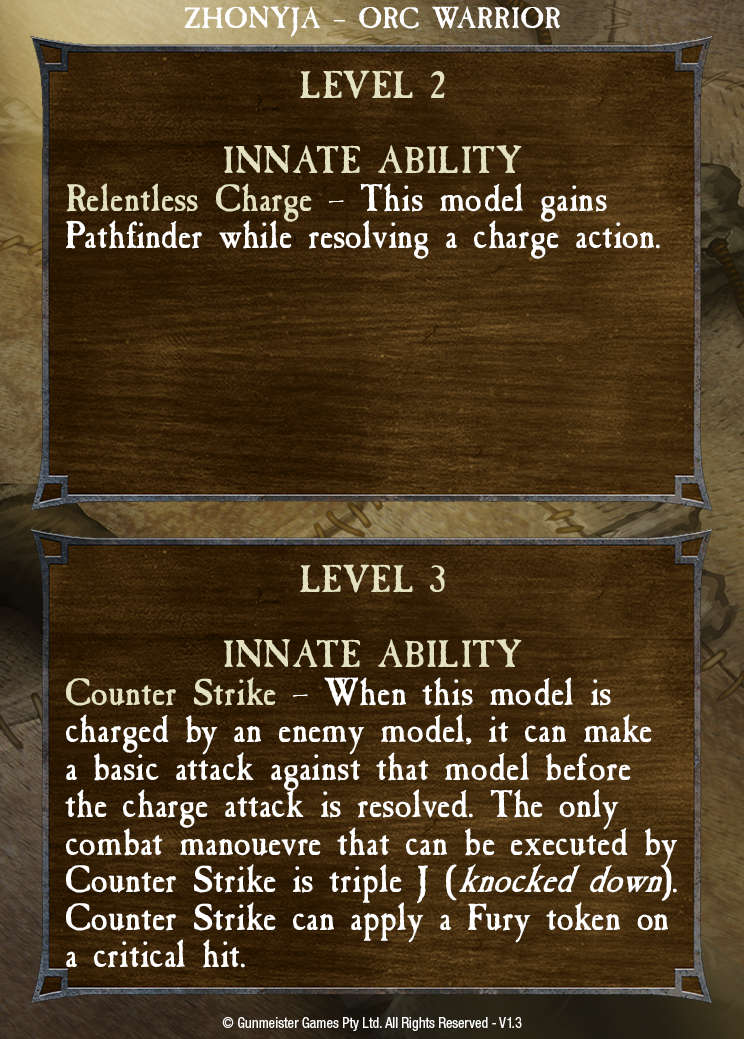 ZHONYJA – ORC WARRIOR
LEVEL 2
INNATE ABILITY
Relentless Charge – This model gains
Pathfinder while resolving a charge action.
LEVEL 3
INNATE ABILITY
Counter Strike – When this model is
charged by an enemy model, it can make
a basic attack against that model before
the charge attack is resolved. The only
combat manouevre that can be executed by
Counter Strike is triple J (knocked down).
Counter Strike can apply a Fury token on
a critical hit.
© Gunmeister Games Pty Ltd. All Rights Reserved - V1.3